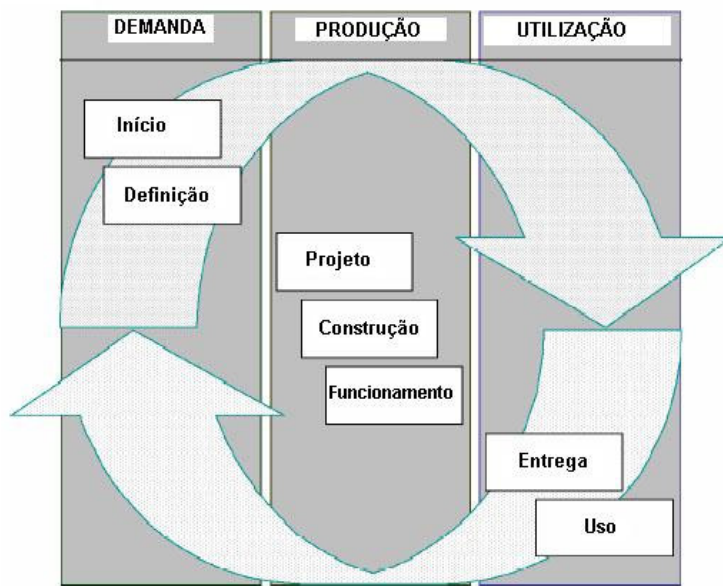 DEMANDA
PRODUÇÃO
UTILIZAÇÃO
Início
Definição
Projeto
Construção
Funcionamento
Entrega
Uso